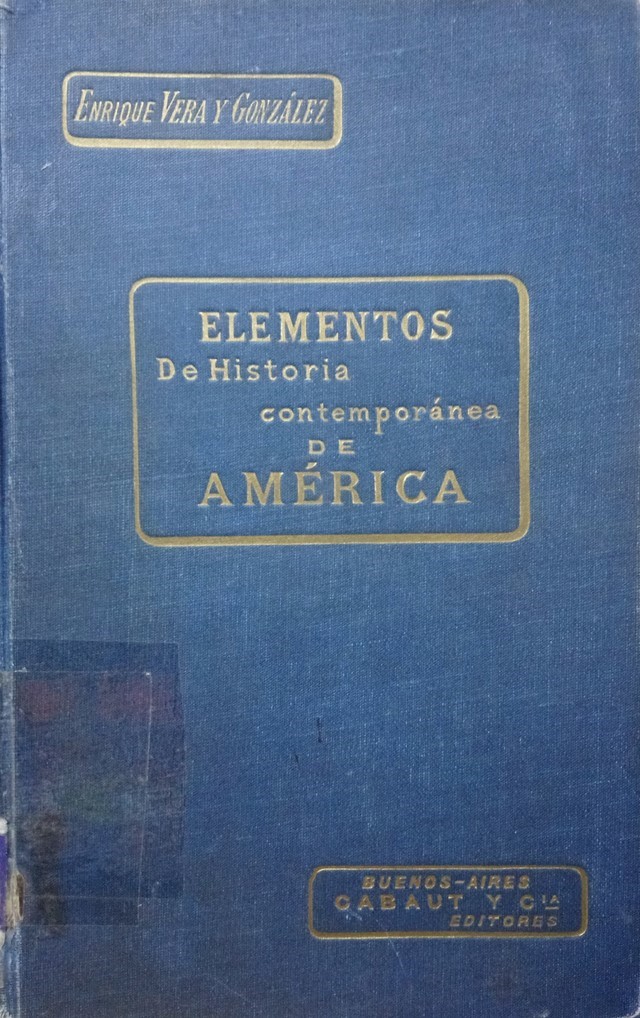 ENRIQUE VERA Y GONZÁLEZ
ELEMENTOS
De Historia
contemporánea
DE
AMÉRICA
BUENOS-AIRES
CABAUT Y CIA
EDITORES